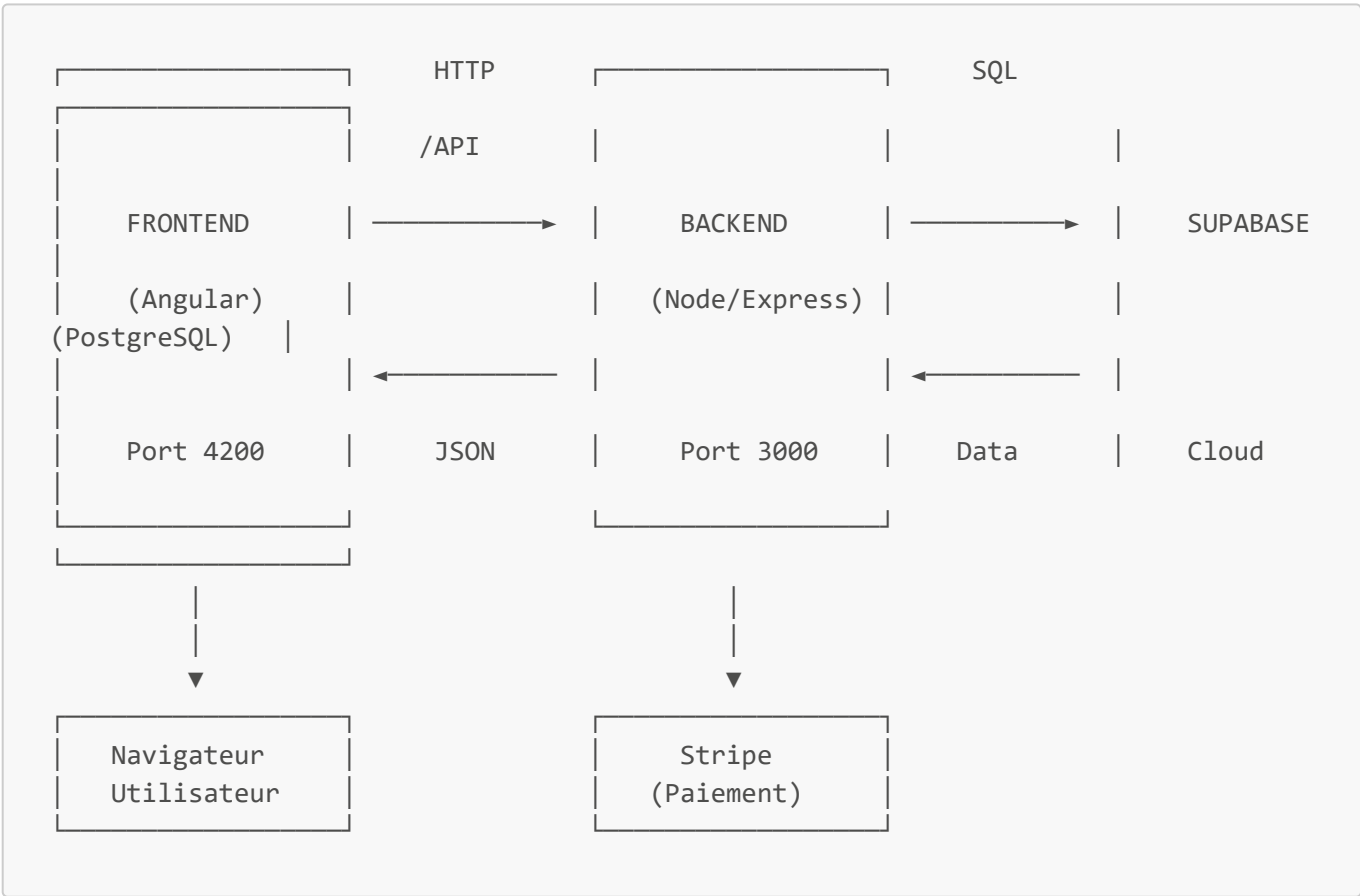 HTTP SQL
/API
FRONTEND BACKEND SUPABASE
(Angular) (Node/Express)
(PostgreSQL)
Port 4200 JSON Port 3000 Data Cloud
Navigateur Stripe
Utilisateur (Paiement)